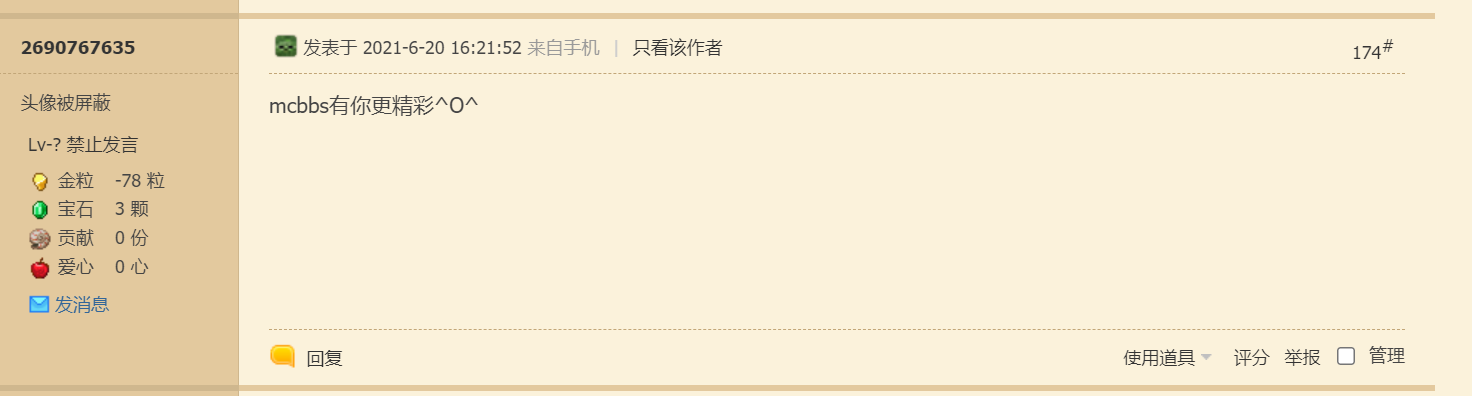 2690767635
头像被屏蔽
Lv-? 禁止发言
金粒 -78 粒
宝石 3 颗
贡献 0 份
爱心 0 心
发消息
发表于 2021-6-20 16:21:52 来自手机 | 只看该作者
174#
mcbbs有你更精彩^O^
回复
使用道具 评分 举报 管理